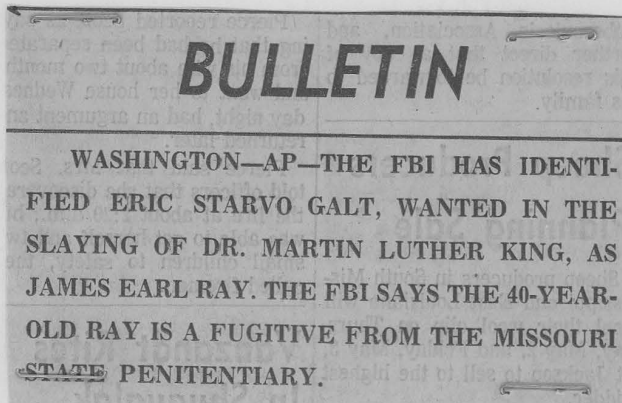 BULLETIN
WASHINGTON—AP—THE FBI HAS IDENTI-
FIED ERIC STARVO GALT, WANTED IN THE
SLAYING OF DR. MARTIN LUTHER KING, AS
JAMES EARL RAY. THE FBI SAYS THE 40-YEAR-
OLD RAY IS A FUGITIVE FROM THE MISSOURI
STATE PENITENTIARY.